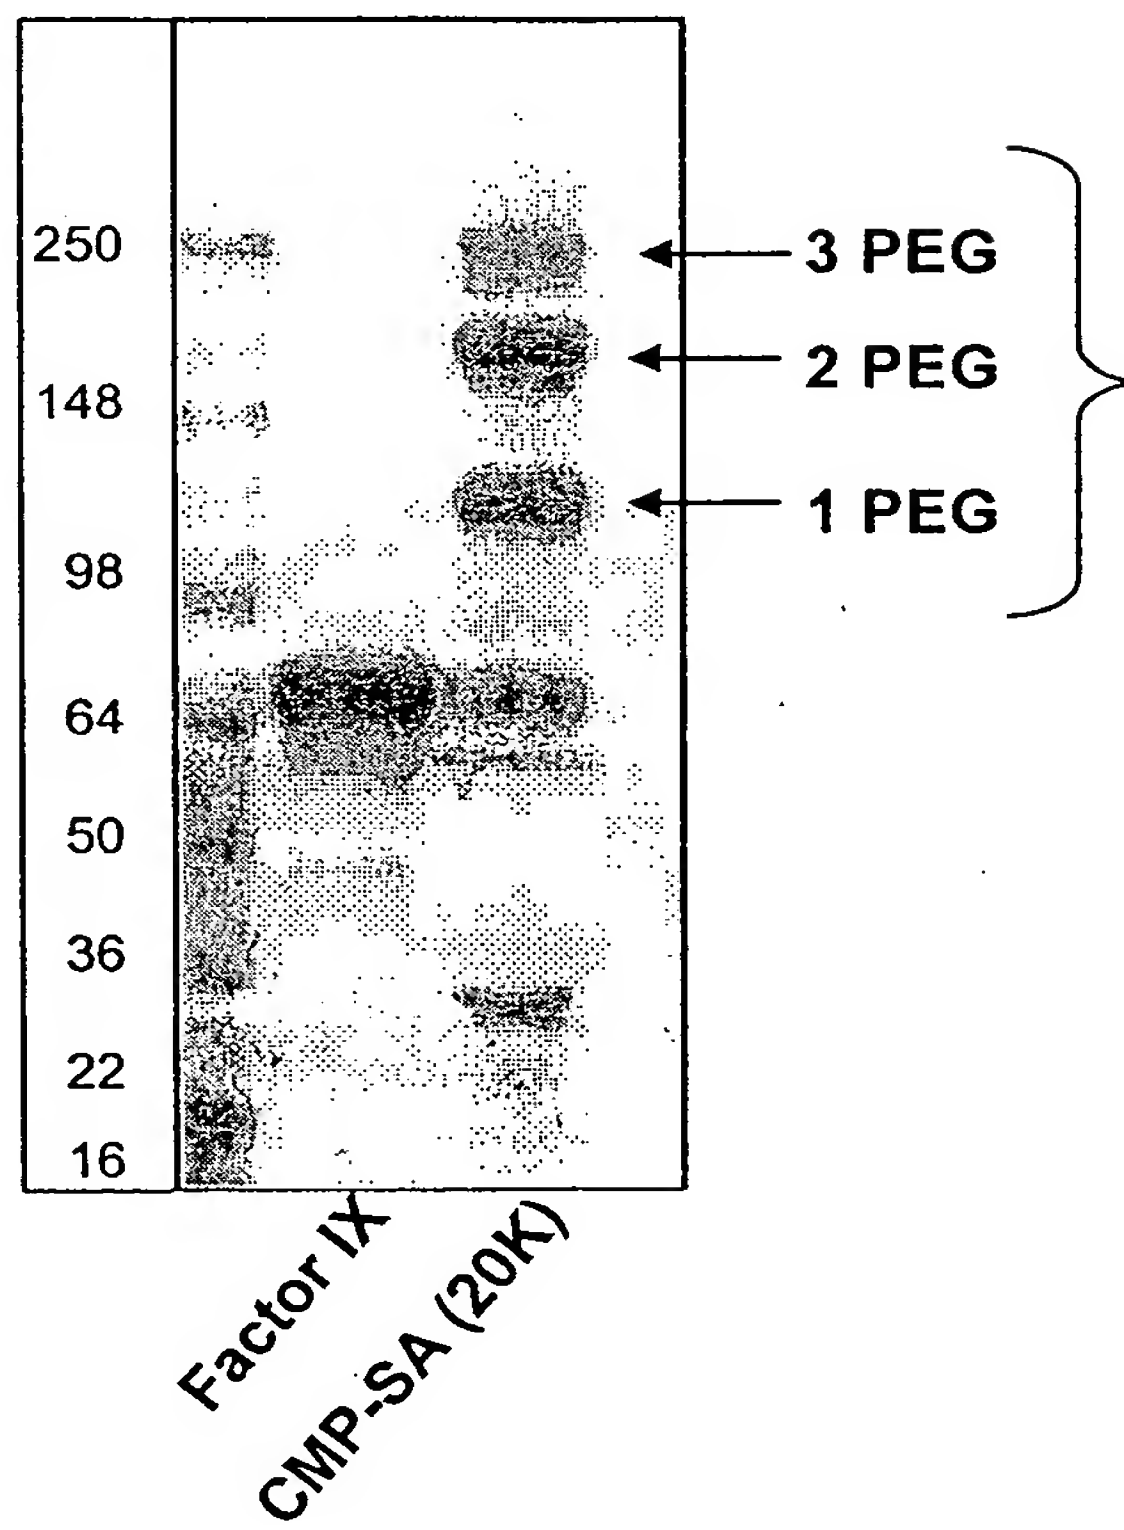 250
3 PEG
2 PEG
148
1 PEG
98
64
50
36
22
16
Factor IX
CMP-SA (20K)